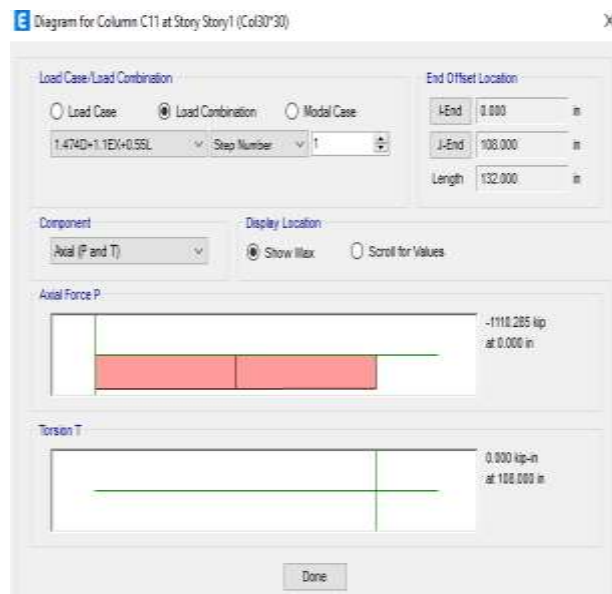 E Diagram for Column C11 at Story Story1 (Col30*30) X
Load Case/Load Combination
Load Case Load Combination Modal Case
1.474D+1.1EX+0.55L Step Number 1
End Offset Location
I-End 0.000 in
J-End 108.000 in
Length 132.000 in
Component
Axial (P and T)
Display Location
Show Max Scroll for Values
Axial Force P
-1118.285 kip
at 0.000 in
Torsion T
0.000 kip-in
at 108.000 in
Done